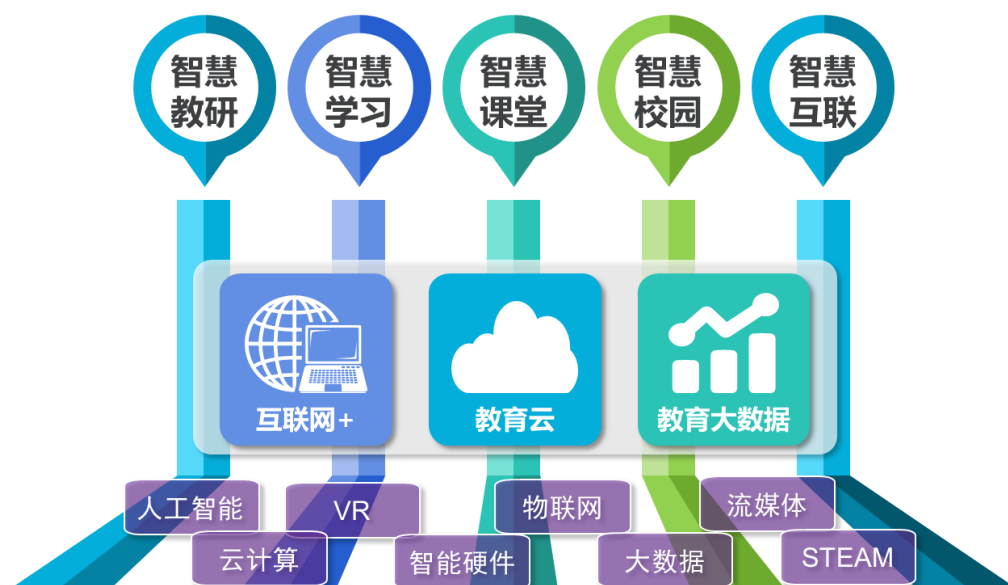 智慧
教研
智慧
学习
智慧
课堂
智慧
校园
智慧
互联
互联网+
教育云
教育大数据
人工智能
VR
物联网
流媒体
云计算
智能硬件
大数据
STEAM